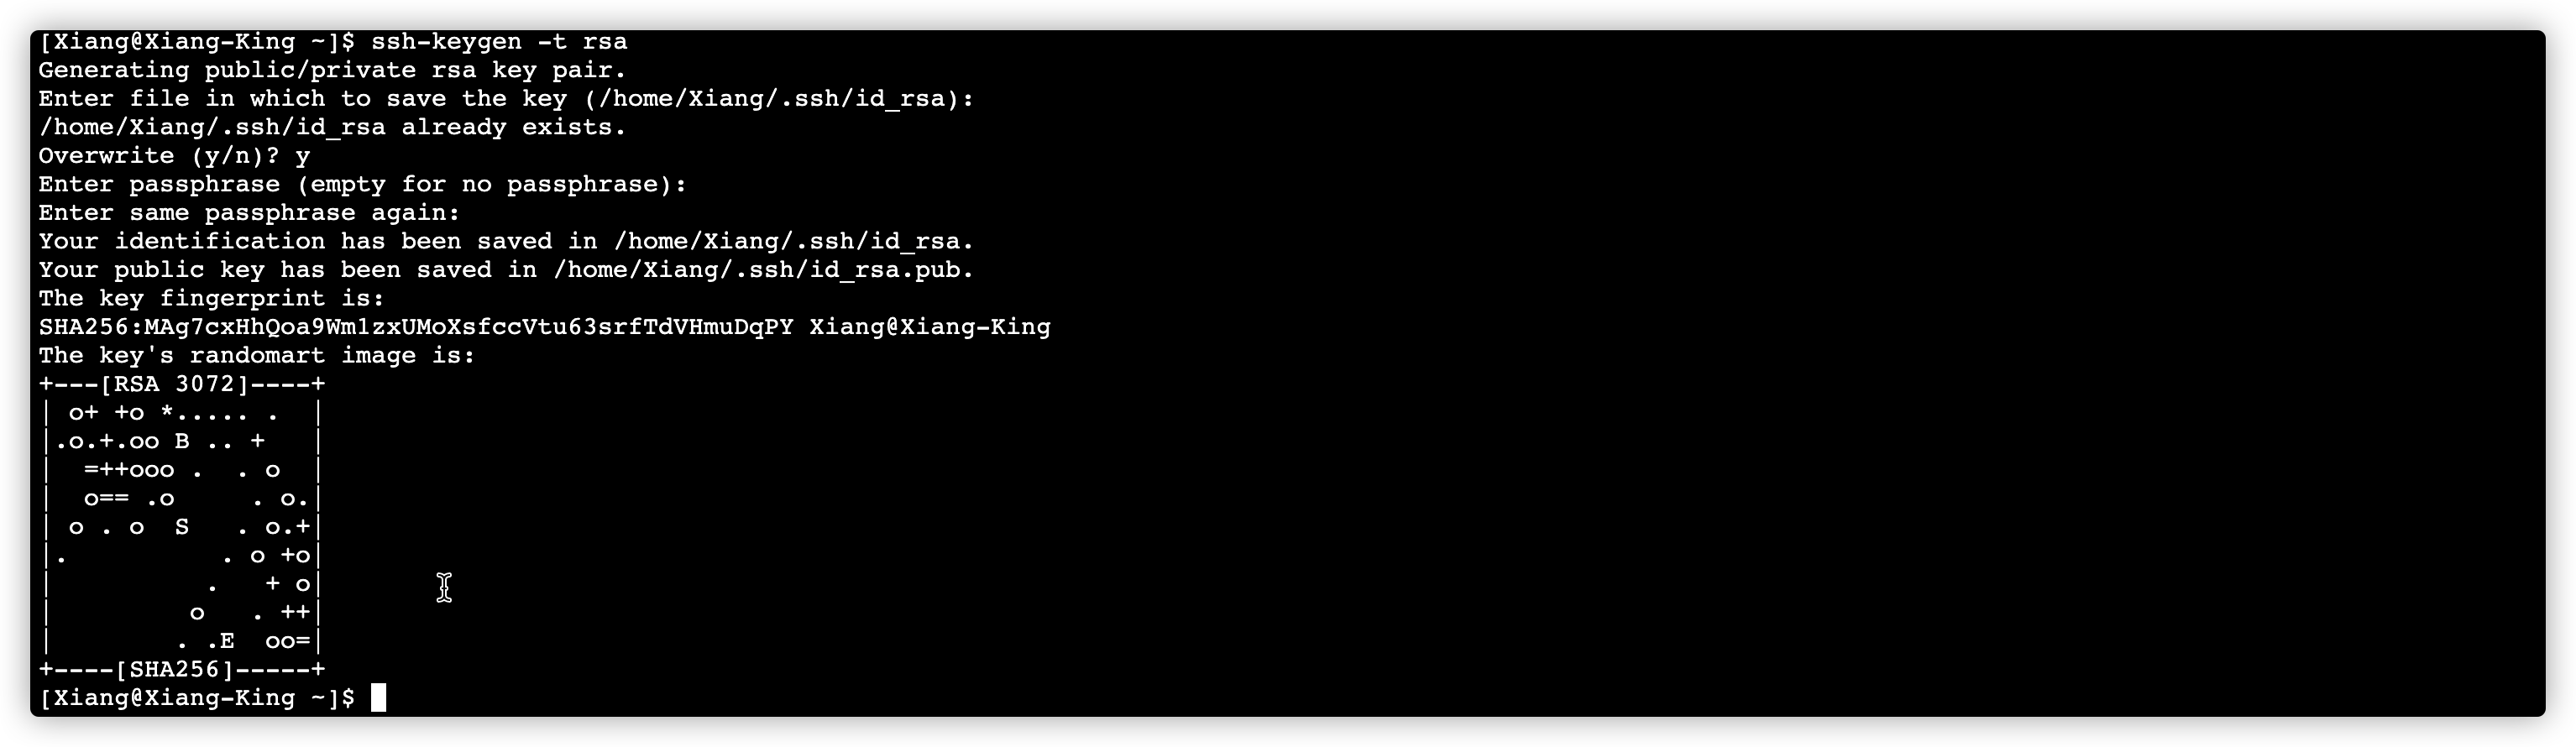 [Xiang@Xiang-King ~]$ ssh-keygen -t rsa
Generating public/private rsa key pair.
Enter file in which to save the key (/home/Xiang/.ssh/id_rsa):
/home/Xiang/.ssh/id_rsa already exists.
Overwrite (y/n)? y
Enter passphrase (empty for no passphrase):
Enter same passphrase again:
Your identification has been saved in /home/Xiang/.ssh/id_rsa.
Your public key has been saved in /home/Xiang/.ssh/id_rsa.pub.
The key fingerprint is:
SHA256:MAg7cxHhQoa9Wm1zxUMoXsfccVtu63srfTdVHmuDqPY Xiang@Xiang-King
The key's randomart image is:
+---[RSA 3072]----+
| o+ +o *..... .  |
|.o.+.oo B .. +   |
|  =++ooo .  . o  |
|  o== .o     . o.|
| o . o  S   . o.+|
|.          . o +o|
|          .   + o|
|         o   . ++|
|        . .E  oo=|
+----[SHA256]-----+
[Xiang@Xiang-King ~]$